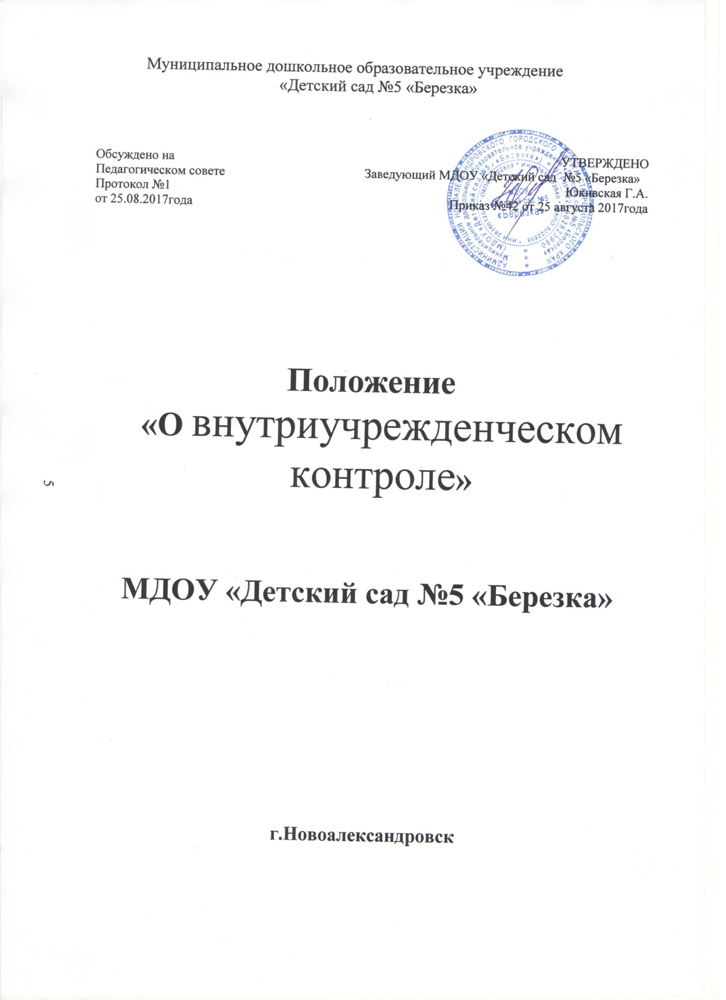 Муниципальное дошкольное образовательное учреждение
«Детский сад №5 «Березка»
Обсуждено на
Педагогическом совете
Протокол №1
от 25.08.2017года
УТВЕРЖДЕНО
Заведующий МДОУ «Детский сад №5 «Березка»
Юкивская Г.А.
Приказ №42 от 25 августа 2017года
МДОУ
«Березка»
Положение
«О внутриучрежденческом
контроле»
5
МДОУ «Детский сад №5 «Березка»
г.Новоалександровск